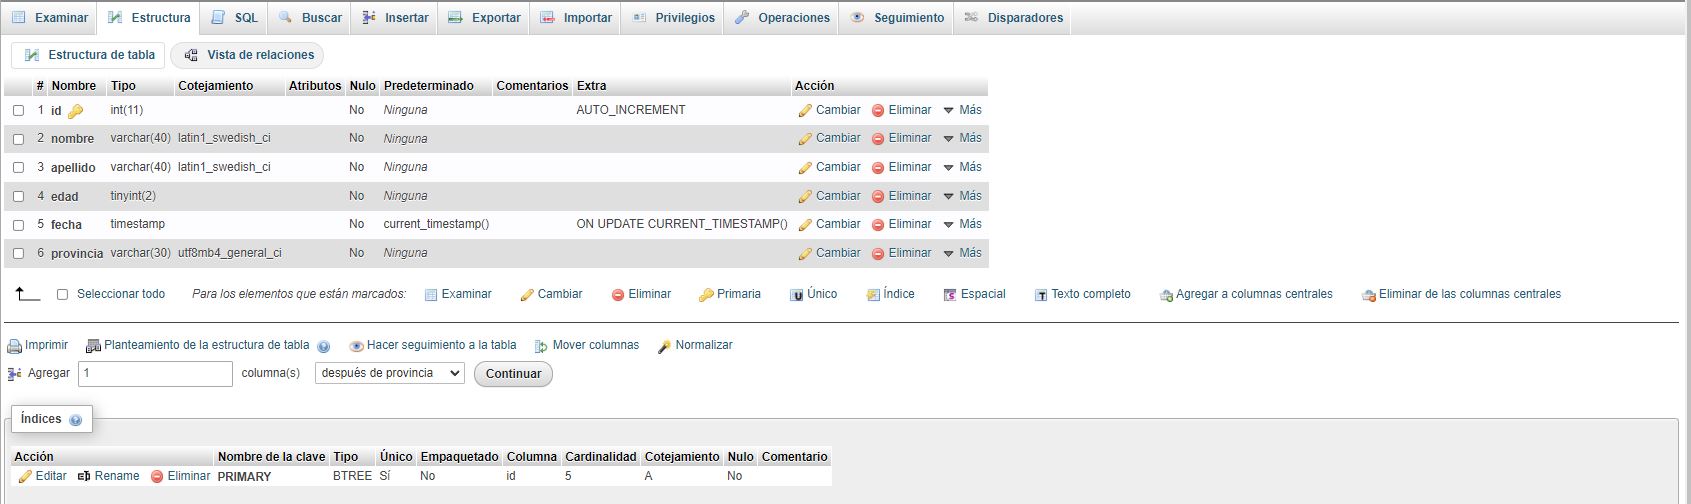 Examinar Estructura SQL Buscar Insertar Exportar Importar Privilegios Operaciones Seguimiento Disparadores
Estructura de tabla Vista de relaciones
# Nombre Tipo Cotejamiento Atributos Nulo Predeterminado Comentarios Extra Acción
1 id int(11) No Ninguna AUTO_INCREMENT Cambiar Eliminar Más
2 nombre varchar(40) latin1_swedish_ci No Ninguna Cambiar Eliminar Más
3 apellido varchar(40) latin1_swedish_ci No Ninguna Cambiar Eliminar Más
4 edad tinyint(2) No Ninguna Cambiar Eliminar Más
5 fecha timestamp No current_timestamp() ON UPDATE CURRENT_TIMESTAMP() Cambiar Eliminar Más
6 provincia varchar(30) utf8mb4_general_ci No Ninguna Cambiar Eliminar Más
Seleccionar todo Para los elementos que están marcados: Examinar Cambiar Eliminar Primaria Único Índice Espacial Texto completo Agregar a columnas centrales Eliminar de las columnas centrales
Imprimir Planteamiento de la estructura de tabla Hacer seguimiento a la tabla Mover columnas Normalizar
Agregar 1 columna(s) después de provincia Continuar
Índices
Acción Nombre de la clave Tipo Único Empaquetado Columna Cardinalidad Cotejamiento Nulo Comentario
Editar Rename Eliminar PRIMARY BTREE Sí No id 5 A No